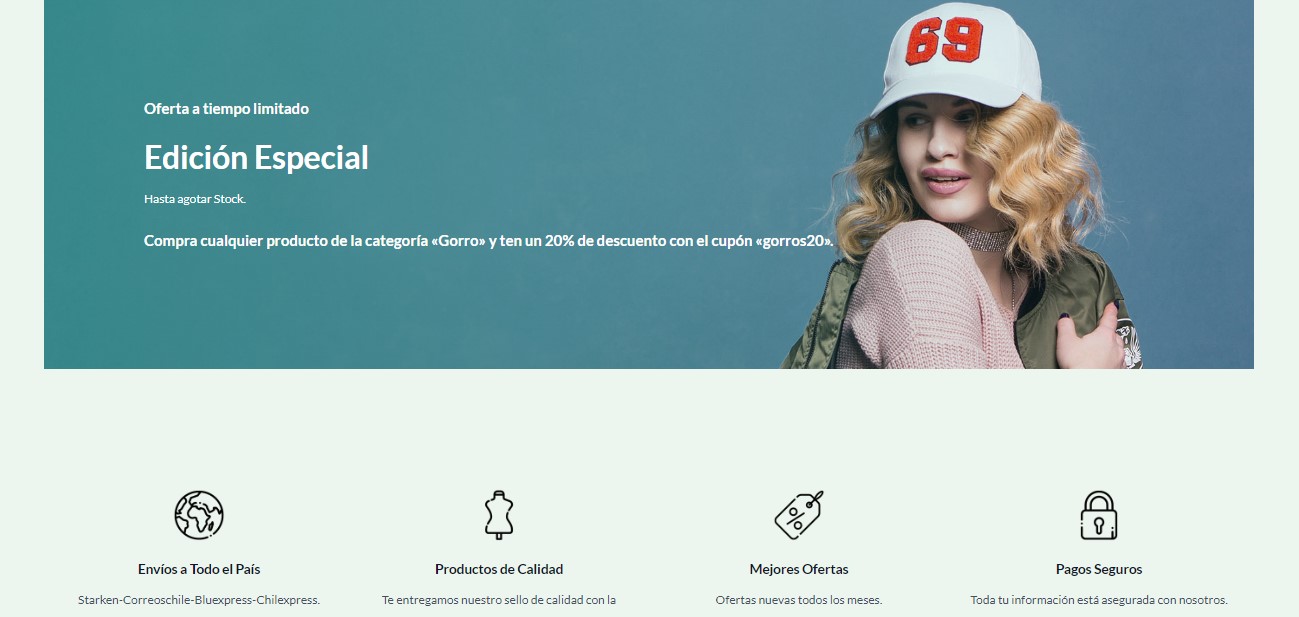 69
Oferta a tiempo limitado
Edición Especial
Hasta agotar Stock.
Compra cualquier producto de la categoría «Gorro» y ten un 20% de descuento con el cupón «gorros20».
Envíos a Todo el País
Starken-Correoschile-Bluexpress-Chilexpress.
Productos de Calidad
Te entregamos nuestro sello de calidad con la
Mejores Ofertas
Ofertas nuevas todos los meses.
Pagos Seguros
Toda tu información está asegurada con nosotros.